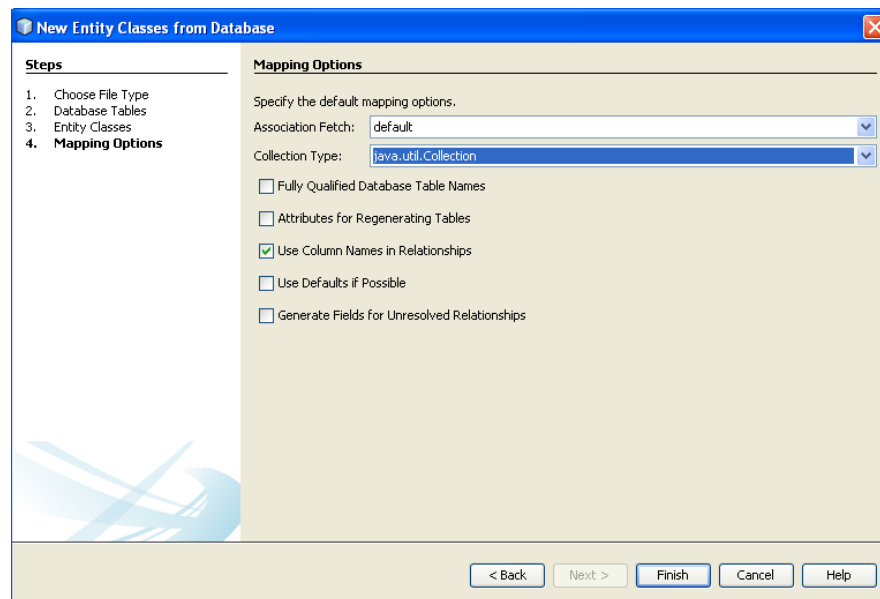 New Entity Classes from Database
Steps
1. Choose File Type
2. Database Tables
3. Entity Classes
4. Mapping Options
Mapping Options
Specify the default mapping options.
Association Fetch: default
Collection Type: java.util.Collection
Fully Qualified Database Table Names
Attributes for Regenerating Tables
Use Column Names in Relationships
Use Defaults if Possible
Generate Fields for Unresolved Relationships
< Back Next > Finish Cancel Help